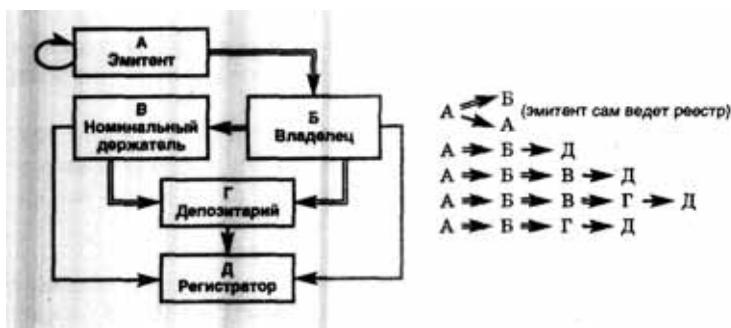 А
Эмитент
В
Номинальный
держатель
Б
Владелец
Г
Депозитарий
Д
Регистратор
Б
А (эмитент сам ведет реестр)
А
А Б Д
А Б В Д
А Б В Г Д
А Б Г Д